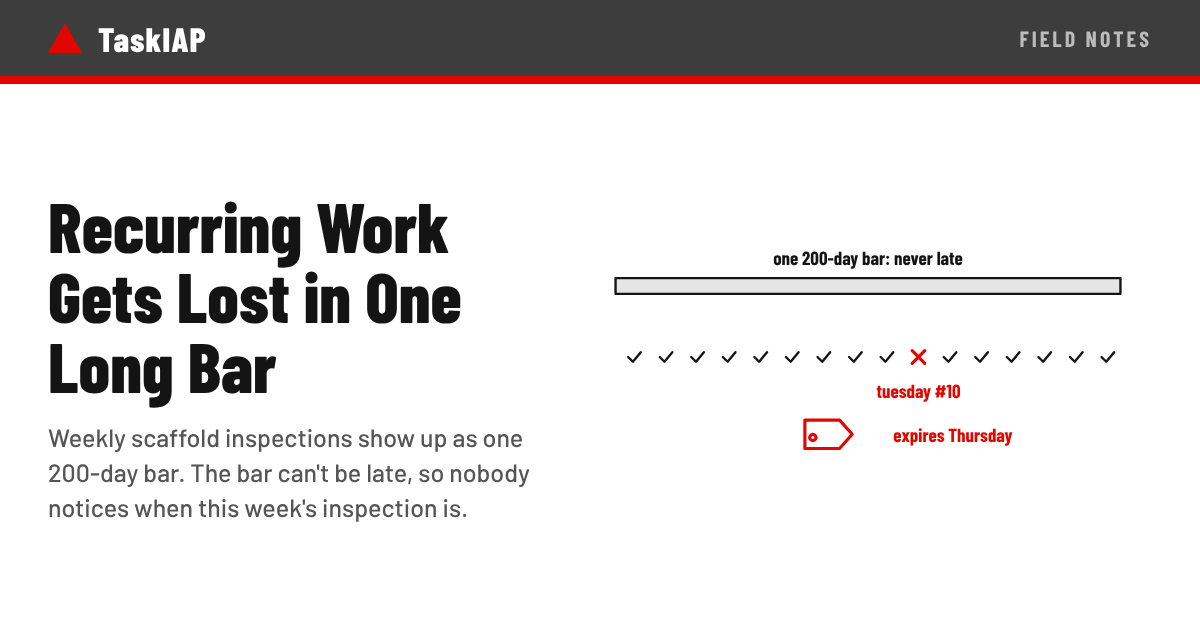 TaskIAP
FIELD NOTES
Recurring Work
Gets Lost in One
Long Bar
Weekly scaffold inspections show up as one
200-day bar. The bar can't be late, so nobody
notices when this week's inspection is.
one 200-day bar: never late
tuesday #10
expires Thursday